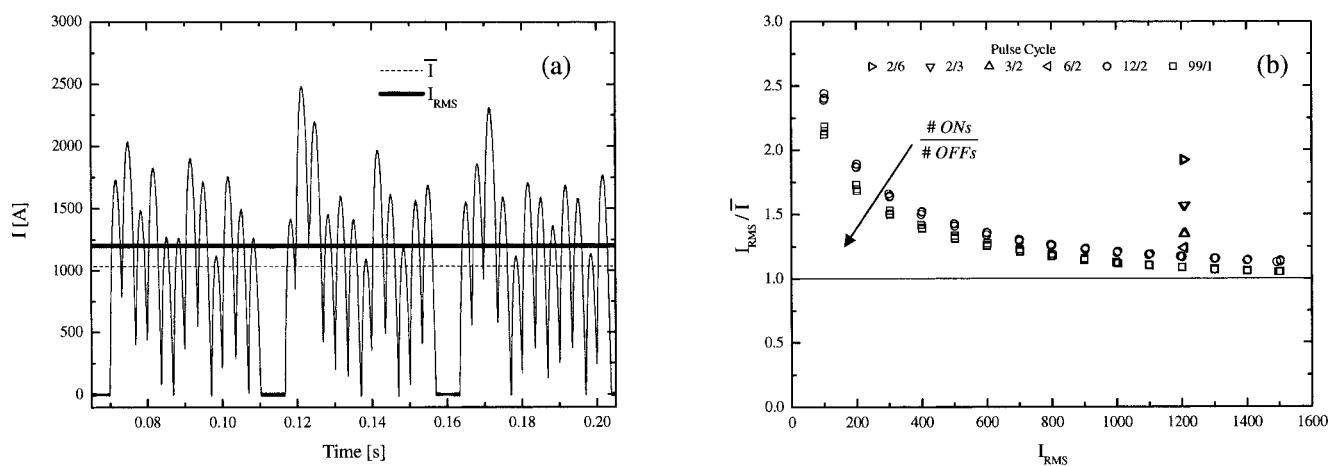 3000
2500
2000
1500
1000
500
0
I [A]
(a)
I̅
I_RMS
0.08
0.10
0.12
0.14
0.16
0.18
0.20
Time [s]
3.0
2.5
2.0
1.5
1.0
0.5
0.0
I_RMS / I̅
(b)
Pulse Cycle
2/6 2/3 3/2 6/2 12/2 99/1
# ONs
# OFFs
0
200
400
600
800
1000
1200
1400
1600
I_RMS